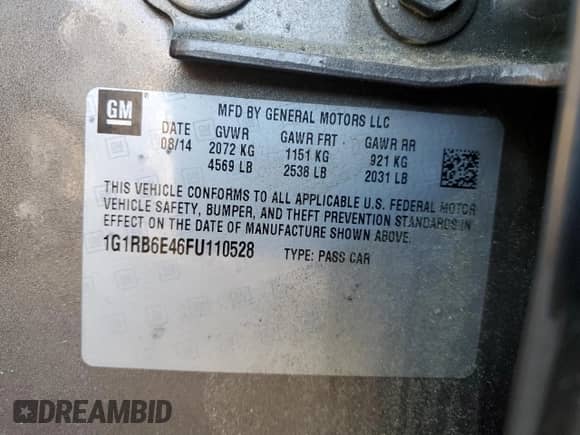 GM
MFD BY GENERAL MOTORS LLC
DATE GVWR GAWR FRT GAWR RR
08/14 2072 KG 1151 KG 921 KG
4569 LB 2538 LB 2031 LB
THIS VEHICLE CONFORMS TO ALL APPLICABLE U.S. FEDERAL MOTOR
VEHICLE SAFETY, BUMPER, AND THEFT PREVENTION STANDARDS IN
EFFECT ON THE DATE OF MANUFACTURE SHOWN ABOVE.
1G1RB6E46FU110528 TYPE: PASS CAR
DREAMBID